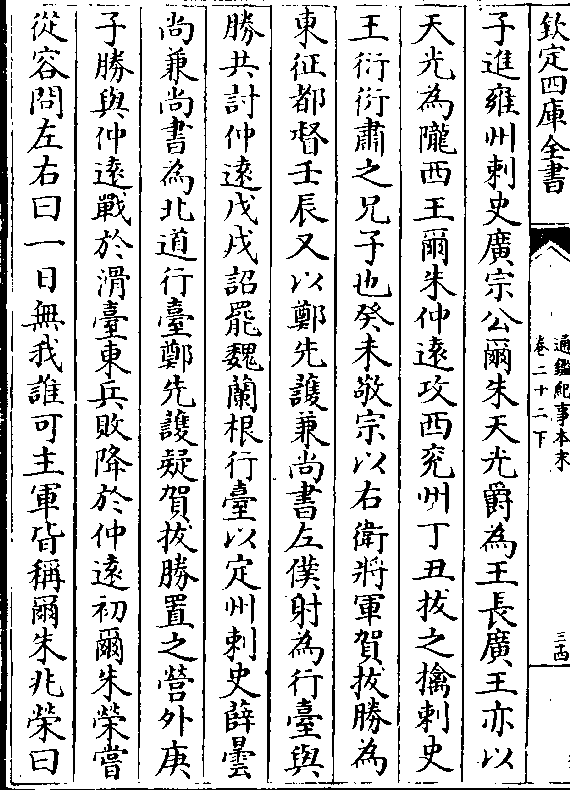 欽定四庫全書
通鑑紀事本末
卷二十二下
三四
子進雍州刺史廣宗公爾朱天光爵為王長廣王亦以
天光為隴西王爾朱仲遠攻西兗州丁丑拔之擒刺史
王衍衍肅之兄子也癸未敬宗以右衛將軍賀拔勝為
東征都督壬辰又以鄭先護兼尚書左僕射為行臺與
勝共討仲遠戊戌詔罷魏蘭根行臺以定州刺史薛曇
尚兼尚書為北道行臺鄭先護疑賀拔勝置之營外庚
子勝與仲遠戰於滑臺東兵敗降於仲遠初爾朱榮嘗
從容問左右曰一日無我誰可主軍皆稱爾朱兆榮曰